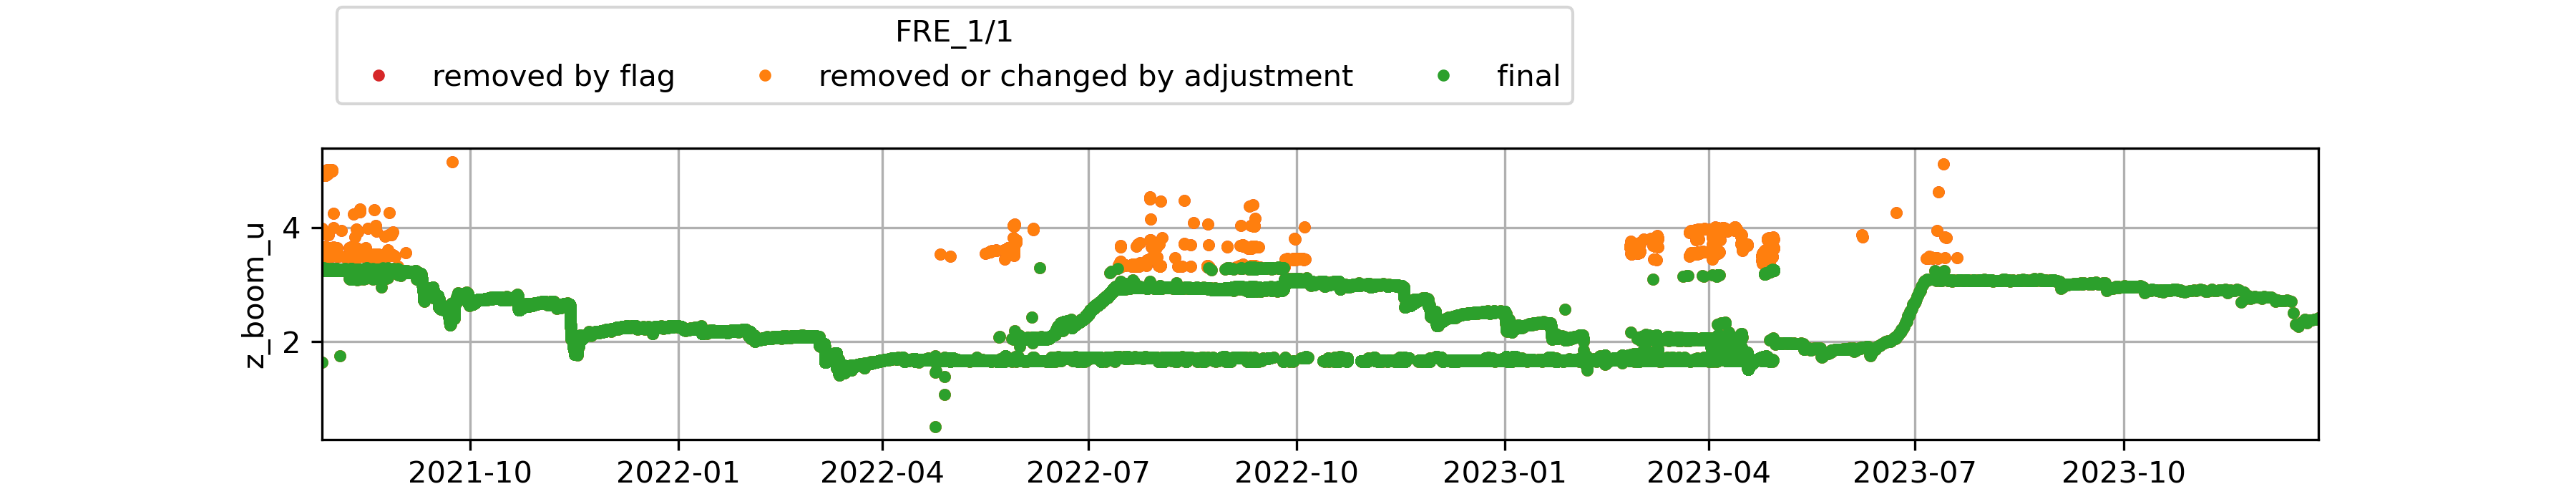 FRE_1/1
removed by flag removed or changed by adjustment final
z_boom_u
4
2
2021-10 2022-01 2022-04 2022-07 2022-10 2023-01 2023-04 2023-07 2023-10